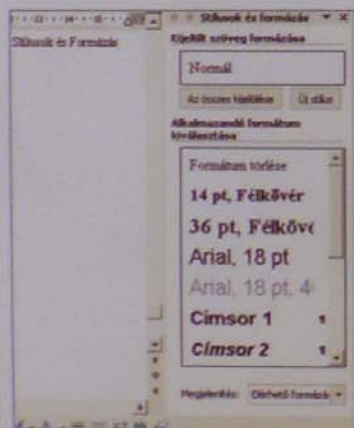 Stílusok és formázás
Stílusok és Formázás
Kijelölt szöveg formázása
Normál
Az összes kijelölése
Új stílus
Alkalmazandó formátum
kiválasztása
Formátum törlése
14 pt, Félkövér
36 pt, Félköve
Arial, 18 pt
Arial, 18 pt, 4
Címsor 1
Címsor 2
Megjelenítés:
Elérhető formázás